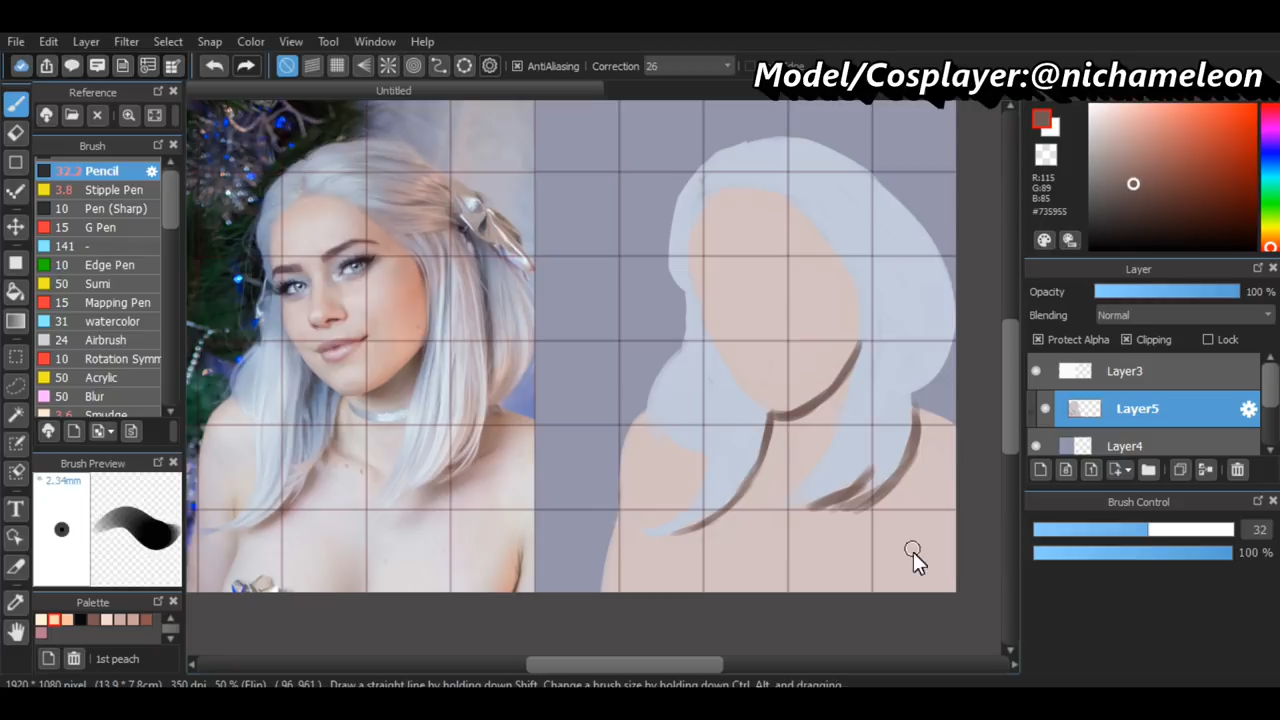 Model/Cosplayer:@nichameleon
File Edit Layer Filter Select Snap Color View Tool Window Help
AntiAliasing Correction 26
Reference
Untitled
Brush
32.2 Pencil
3.8 Stipple Pen
10 Pen (Sharp)
15 G Pen
141 -
10 Edge Pen
50 Sumi
15 Mapping Pen
31 watercolor
24 Airbrush
10 Rotation Symm
50 Acrylic
50 Blur
3.6 Smudge
Brush Preview
2.34mm
Palette
1st peach
R:115
G:89
B:85
#735955
Layer
Opacity 100 %
Blending Normal
Protect Alpha Clipping Lock
Layer3
Layer5
Layer4
Brush Control
32
100 %
1920 * 1080 pixel (13.9 * 7.8cm) 350 dpi 50 % (Flip) ( 96, 961 ) Draw a straight line by holding down Shift, Change a brush size by holding down Ctrl, Alt, and dragging